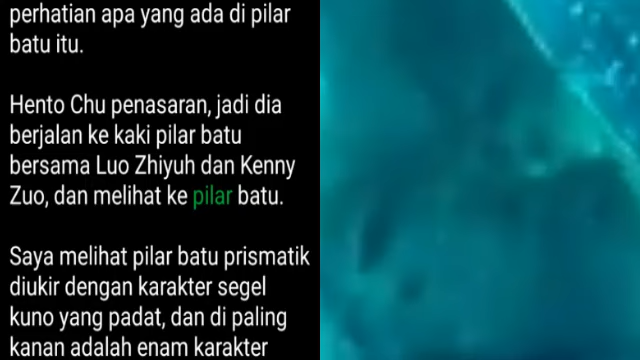 perhatian apa yang ada di pilar
batu itu.
Hento Chu penasaran, jadi dia
berjalan ke kaki pilar batu
bersama Luo Zhiyuh dan Kenny
Zuo, dan melihat ke pilar batu.
Saya melihat pilar batu prismatik
diukir dengan karakter segel
kuno yang padat, dan di paling
kanan adalah enam karakter